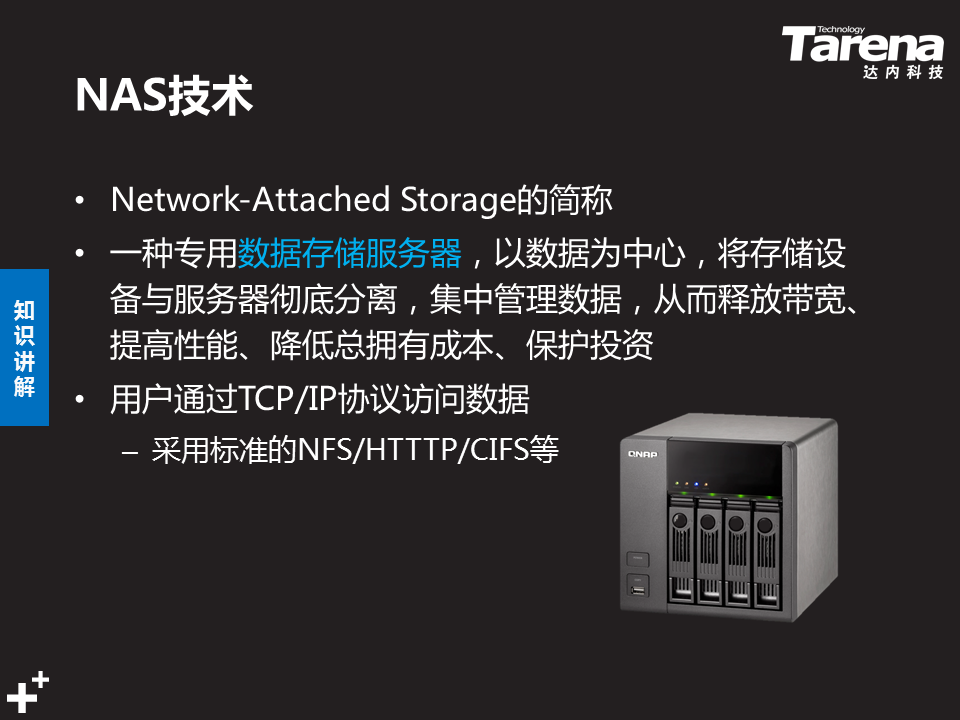 Technology
Tarena
达内科技
NAS技术
• Network-Attached Storage的简称
• 一种专用数据存储服务器，以数据为中心，将存储设
备与服务器彻底分离，集中管理数据，从而释放带宽、
提高性能、降低总拥有成本、保护投资
• 用户通过TCP/IP协议访问数据
– 采用标准的NFS/HTTTP/CIFS等
知
识
讲
解
QNAP